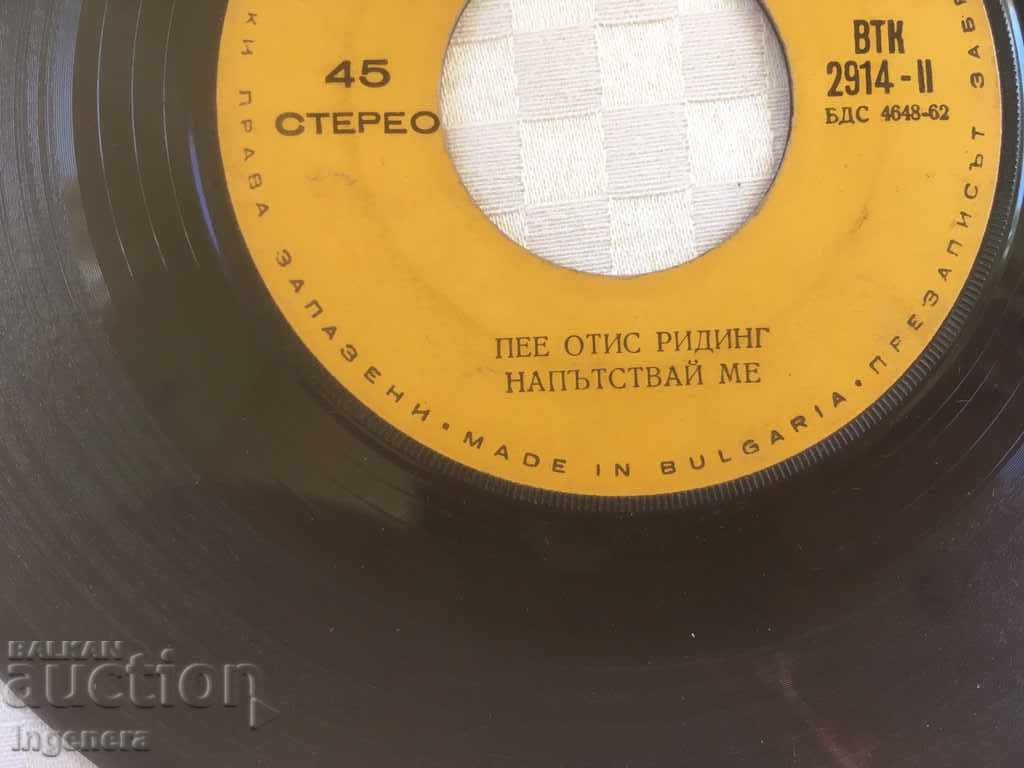 45
СТЕРЕО
ВТК
2914-II
БДС 4648-62
ПЕЕ ОТИС РИДИНГ
НАПЪТСТВАЙ МЕ
ПРАВА ЗАПАЗЕНИ • MADE IN BULGARIA • ПРЕЗАПИСЪТ
BALKAN
auction
ingenera